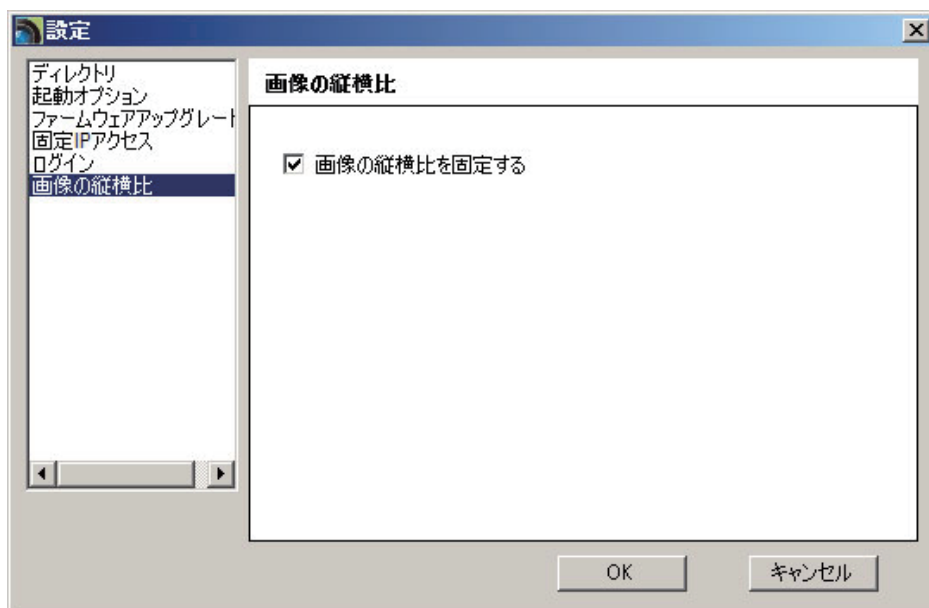 設定
ディレクトリ
起動オプション
ファームウェアアップグレード
固定IPアクセス
ログイン
画像の縦横比
画像の縦横比
画像の縦横比を固定する
OK
キャンセル